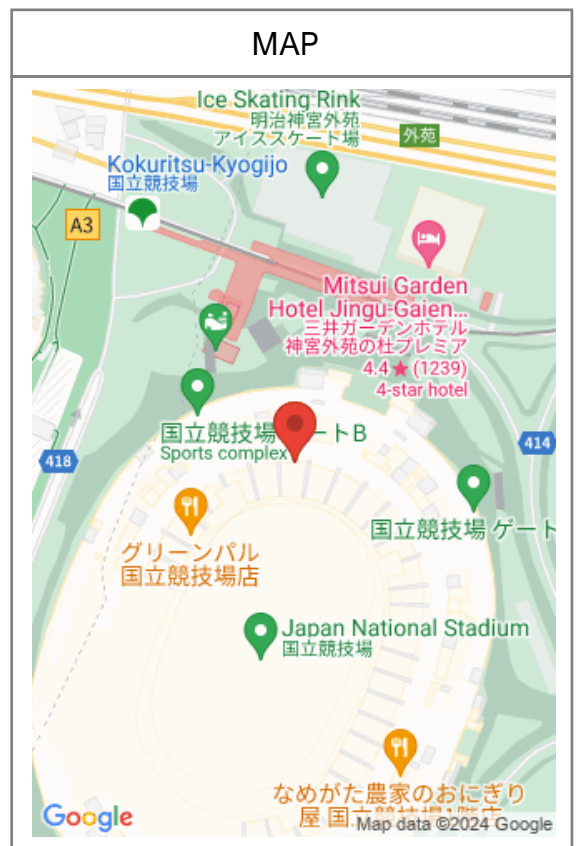 MAP
Ice Skating Rink
明治神宮外苑
アイススケート場
外苑
Kokuritsu-Kyogijo
国立競技場
A3
Mitsui Garden
Hotel Jingu-Gaien...
三井ガーデンホテル
神宮外苑の杜プレミア
4.4★(1239)
4-star hotel
国立競技場 ートB
Sports complex
414
418
国立競技場 ゲート
グリーンパル
国立競技場店
Japan National Stadium
国立競技場
なめがた農家のおにぎり
屋 国
Google
Map data ©2024 Google